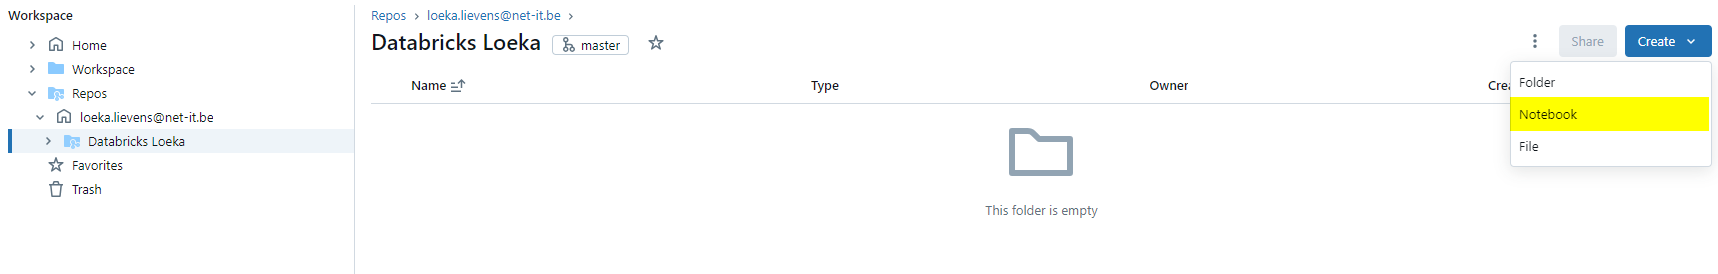 Workspace
Home
Workspace
Repos
loeka.lievens@net-it.be
Databricks Loeka
Favorites
Trash
Repos > loeka.lievens@net-it.be >
Databricks Loeka master
Share Create
Name Type Owner
Folder
Notebook
File
This folder is empty